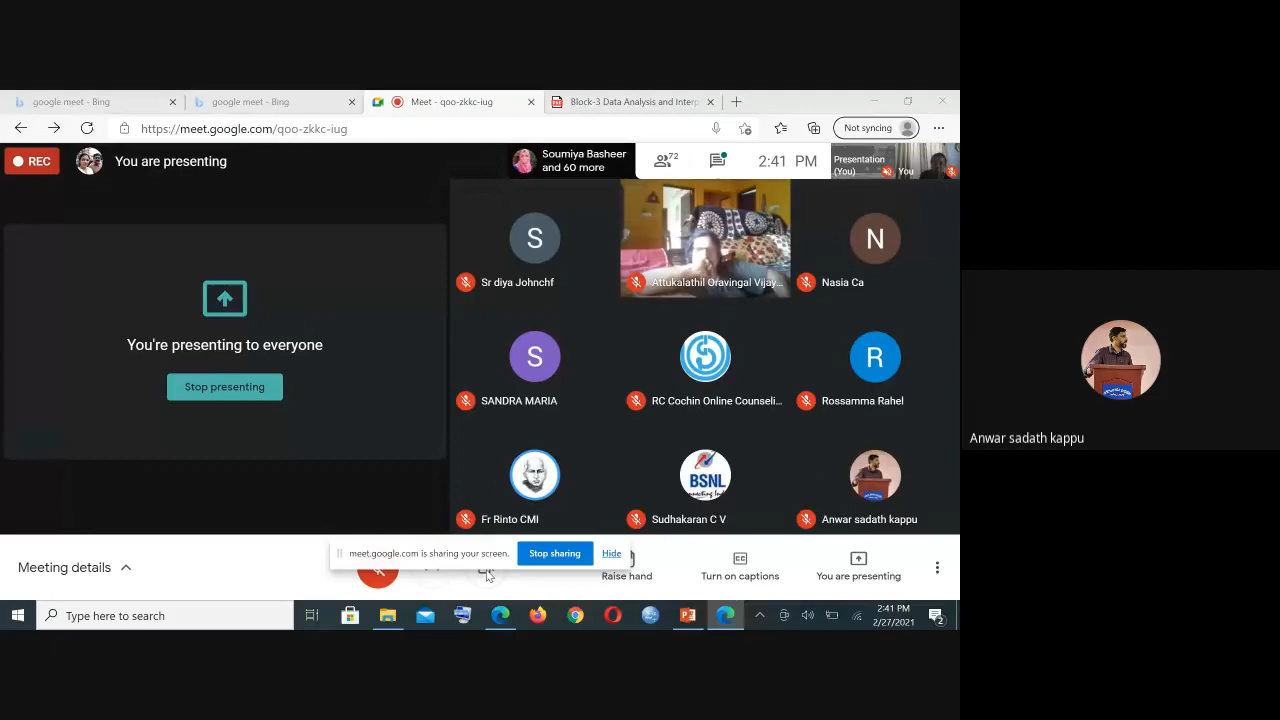 google meet - Bing
google meet - Bing
Meet - qoo-zkkc-iug
Block-3 Data Analysis and Interp
https://meet.google.com/qoo-zkkc-iug
Not syncing
REC
You are presenting
Soumiya Basheer
and 60 more
72
2:41 PM
Presentation
(You)
You
S
Sr diya Johnchf
Attukalathil Oravingal Vijay...
N
Nasia Ca
You're presenting to everyone
Stop presenting
S
SANDRA MARIA
RC Cochin Online Counseli...
R
Rossamma Rahel
Fr Rinto CMI
BSNL
Sudhakaran C V
Anwar sadath kappu
Anwar sadath kappu
meet.google.com is sharing your screen.
Stop sharing
Hide
Meeting details
Raise hand
CC
Turn on captions
You are presenting
Type here to search
2:41 PM
2/27/2021
2